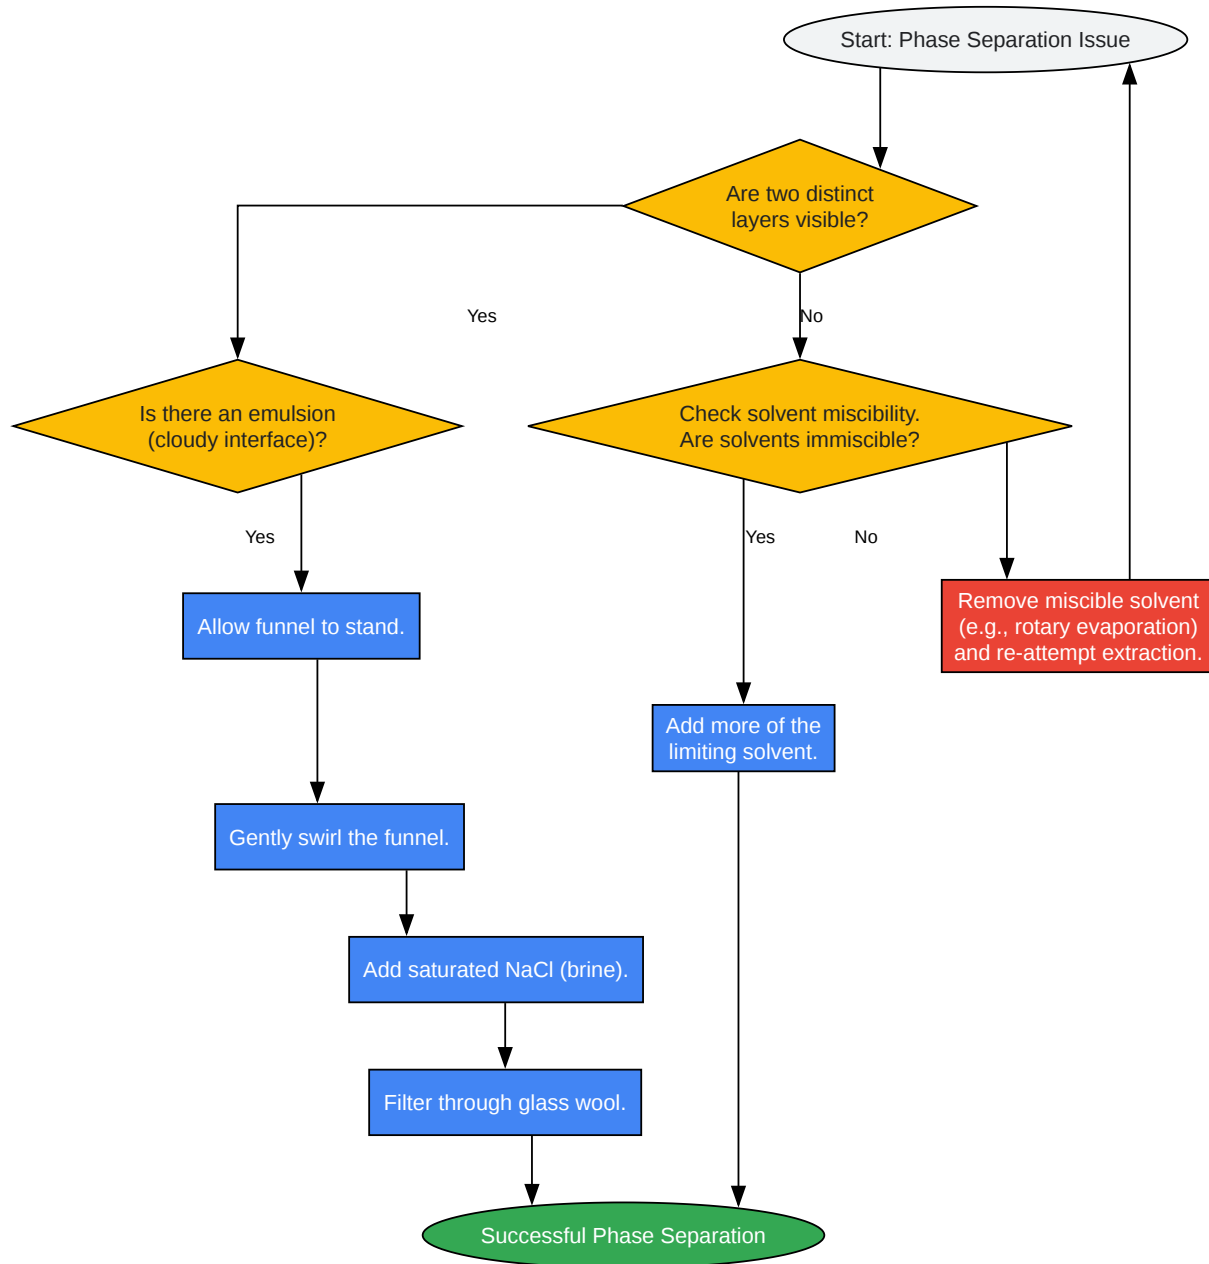 Start: Phase Separation Issue
Are two distinct
layers visible?
Yes
No
Is there an emulsion
(cloudy interface)?
Check solvent miscibility.
Are solvents immiscible?
Yes
Yes
No
Allow funnel to stand.
Remove miscible solvent
(e.g., rotary evaporation)
and re-attempt extraction.
Add more of the
limiting solvent.
Gently swirl the funnel.
Add saturated NaCl (brine).
Filter through glass wool.
Successful Phase Separation